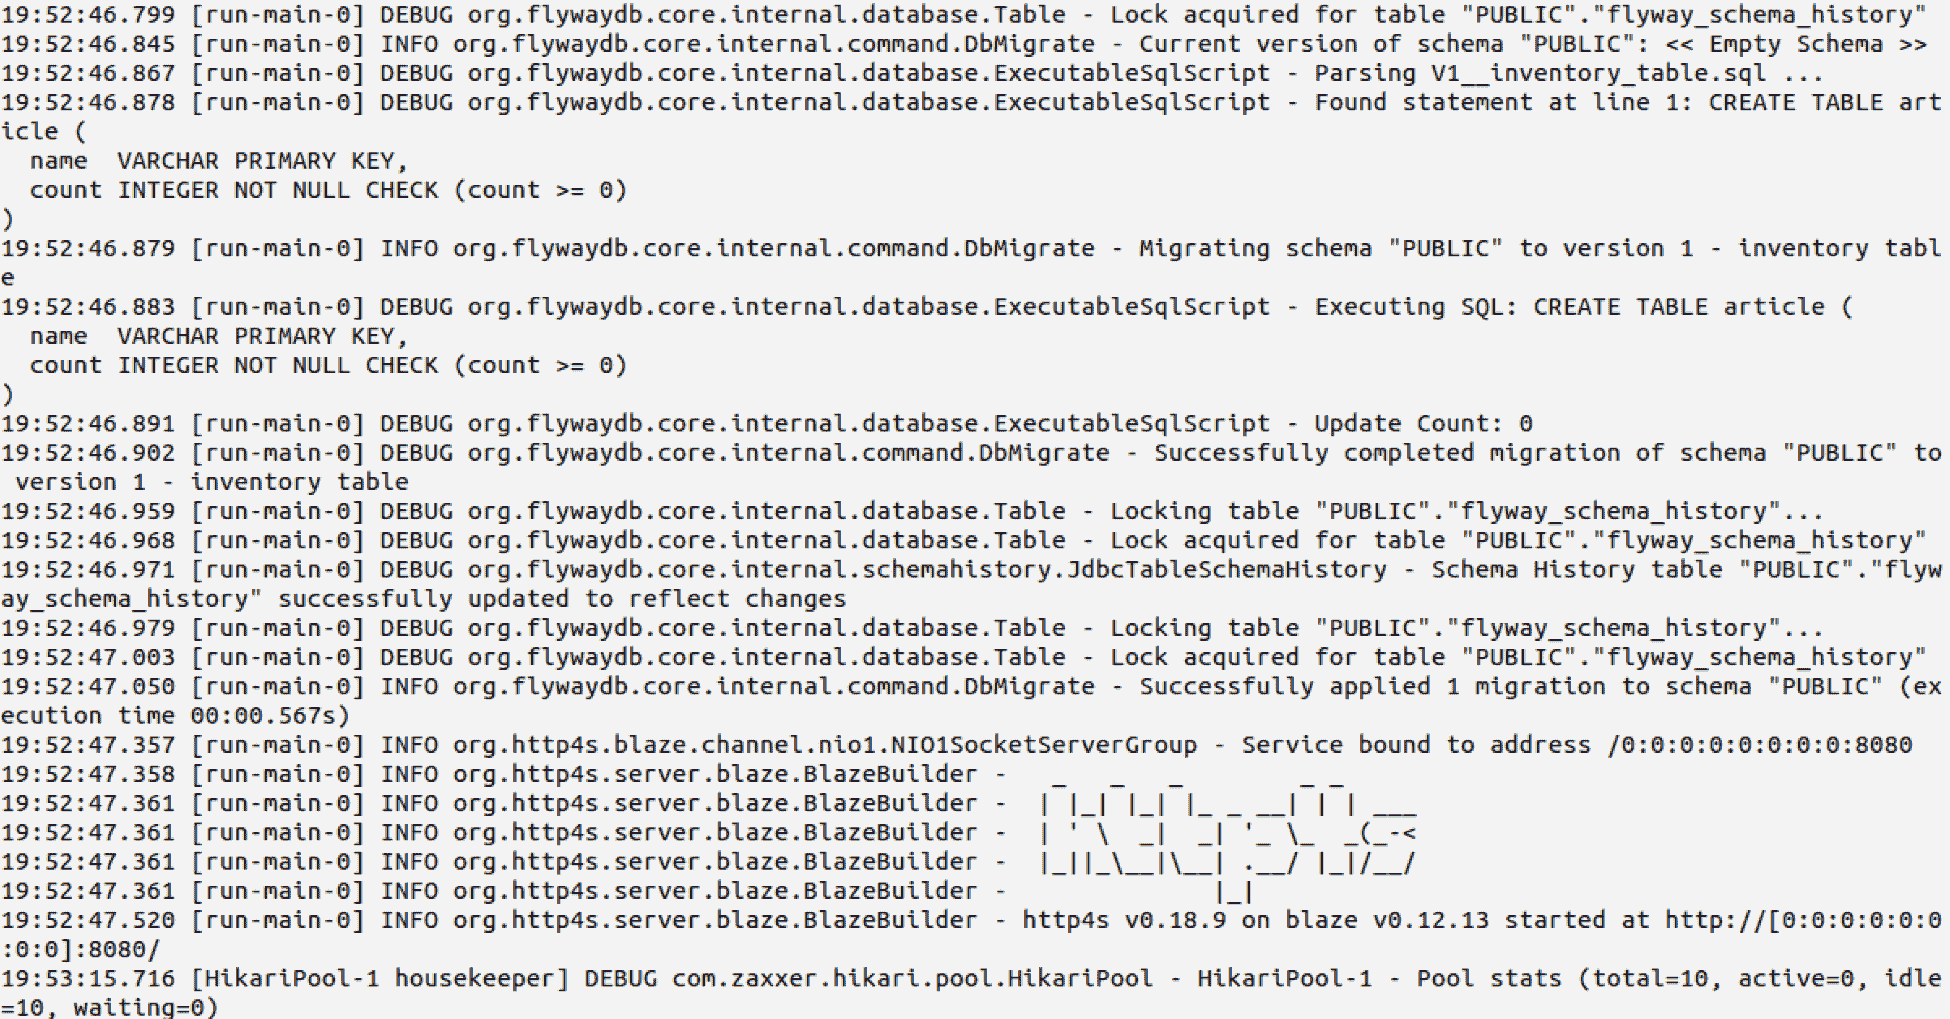 19:52:46.799 [run-main-0] DEBUG org.flywaydb.core.internal.database.Table - Lock acquired for table "PUBLIC"."flyway_schema_history"
19:52:46.845 [run-main-0] INFO org.flywaydb.core.internal.command.DbMigrate - Current version of schema "PUBLIC": << Empty Schema >>
19:52:46.867 [run-main-0] DEBUG org.flywaydb.core.internal.database.ExecutableSqlScript - Parsing V1__inventory_table.sql ...
19:52:46.878 [run-main-0] DEBUG org.flywaydb.core.internal.database.ExecutableSqlScript - Found statement at line 1: CREATE TABLE art
icle (
  name  VARCHAR PRIMARY KEY,
  count INTEGER NOT NULL CHECK (count >= 0)
)
19:52:46.879 [run-main-0] INFO org.flywaydb.core.internal.command.DbMigrate - Migrating schema "PUBLIC" to version 1 - inventory tabl
e
19:52:46.883 [run-main-0] DEBUG org.flywaydb.core.internal.database.ExecutableSqlScript - Executing SQL: CREATE TABLE article (
  name  VARCHAR PRIMARY KEY,
  count INTEGER NOT NULL CHECK (count >= 0)
)
19:52:46.891 [run-main-0] DEBUG org.flywaydb.core.internal.database.ExecutableSqlScript - Update Count: 0
19:52:46.902 [run-main-0] DEBUG org.flywaydb.core.internal.command.DbMigrate - Successfully completed migration of schema "PUBLIC" to
 version 1 - inventory table
19:52:46.959 [run-main-0] DEBUG org.flywaydb.core.internal.database.Table - Locking table "PUBLIC"."flyway_schema_history"...
19:52:46.968 [run-main-0] DEBUG org.flywaydb.core.internal.database.Table - Lock acquired for table "PUBLIC"."flyway_schema_history"
19:52:46.971 [run-main-0] DEBUG org.flywaydb.core.internal.schemahistory.JdbcTableSchemaHistory - Schema History table "PUBLIC"."flyw
ay_schema_history" successfully updated to reflect changes
19:52:46.979 [run-main-0] DEBUG org.flywaydb.core.internal.database.Table - Locking table "PUBLIC"."flyway_schema_history"...
19:52:47.003 [run-main-0] DEBUG org.flywaydb.core.internal.database.Table - Lock acquired for table "PUBLIC"."flyway_schema_history"
19:52:47.050 [run-main-0] INFO org.flywaydb.core.internal.command.DbMigrate - Successfully applied 1 migration to schema "PUBLIC" (ex
ecution time 00:00.567s)
19:52:47.357 [run-main-0] INFO org.http4s.blaze.channel.nio1.NIO1SocketServerGroup - Service bound to address /0:0:0:0:0:0:0:0:8080
19:52:47.358 [run-main-0] INFO org.http4s.server.blaze.BlazeBuilder -   _   _   _        _ _
19:52:47.361 [run-main-0] INFO org.http4s.server.blaze.BlazeBuilder -  | |_| |_| |_ _ __| | | ___
19:52:47.361 [run-main-0] INFO org.http4s.server.blaze.BlazeBuilder -  | ' \  _|  _| '_ \_  _(_-<
19:52:47.361 [run-main-0] INFO org.http4s.server.blaze.BlazeBuilder -  |_||_\__|\__| .__/ |_|/__/
19:52:47.361 [run-main-0] INFO org.http4s.server.blaze.BlazeBuilder -              |_|
19:52:47.520 [run-main-0] INFO org.http4s.server.blaze.BlazeBuilder - http4s v0.18.9 on blaze v0.12.13 started at http://[0:0:0:0:0:0
:0:0]:8080/
19:53:15.716 [HikariPool-1 housekeeper] DEBUG com.zaxxer.hikari.pool.HikariPool - HikariPool-1 - Pool stats (total=10, active=0, idle
=10, waiting=0)